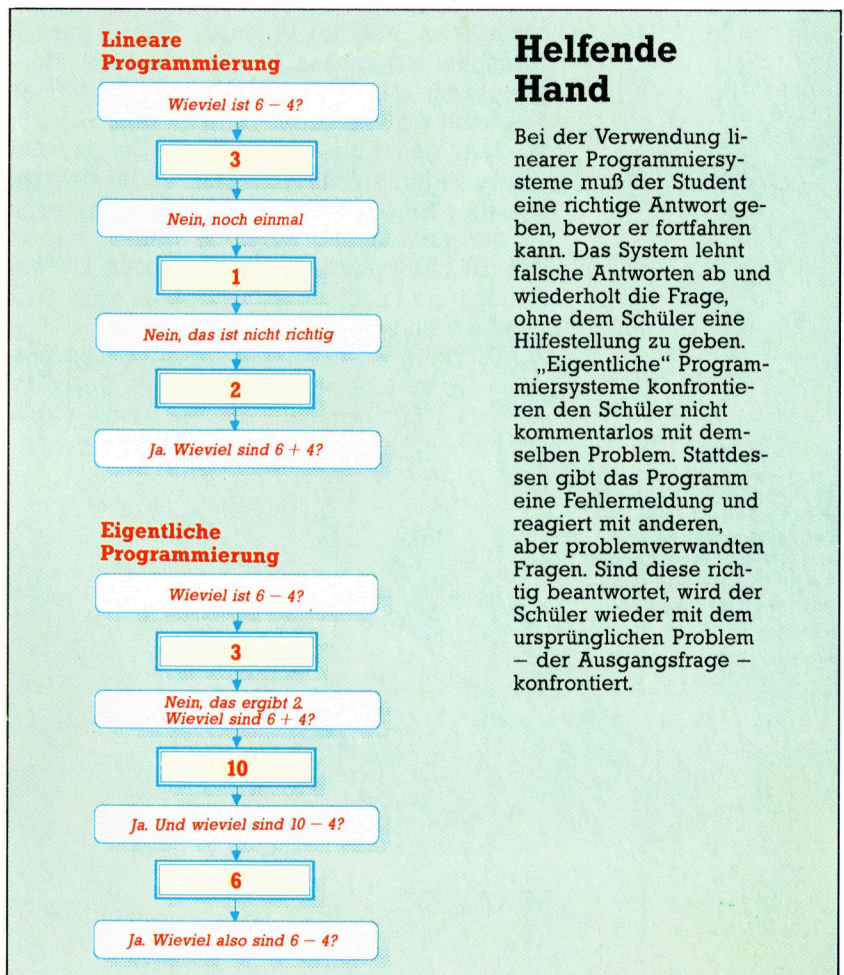 Lineare
Programmierung
Wieviel ist 6 — 4?
3
Nein, noch einmal
1
Nein, das ist nicht richtig
2
Ja. Wieviel sind 6 + 4?
Eigentliche
Programmierung
Wieviel ist 6 — 4?
3
Nein, das ergibt 2.
Wieviel sind 6 + 4?
10
Ja. Und wieviel sind 10 — 4?
6
Ja. Wieviel also sind 6 — 4?
Helfende
Hand
Bei der Verwendung li-
nearer Programmiersy-
steme muß der Student
eine richtige Antwort ge-
ben, bevor er fortfahren
kann. Das System lehnt
falsche Antworten ab und
wiederholt die Frage,
ohne dem Schüler eine
Hilfestellung zu geben.
„Eigentliche“ Program-
miersysteme konfrontie-
ren den Schüler nicht
kommentarlos mit dem-
selben Problem. Stattdes-
sen gibt das Programm
eine Fehlermeldung und
reagiert mit anderen,
aber problemverwandten
Fragen. Sind diese rich-
tig beantwortet, wird der
Schüler wieder mit dem
ursprünglichen Problem
— der Ausgangsfrage —
konfrontiert.